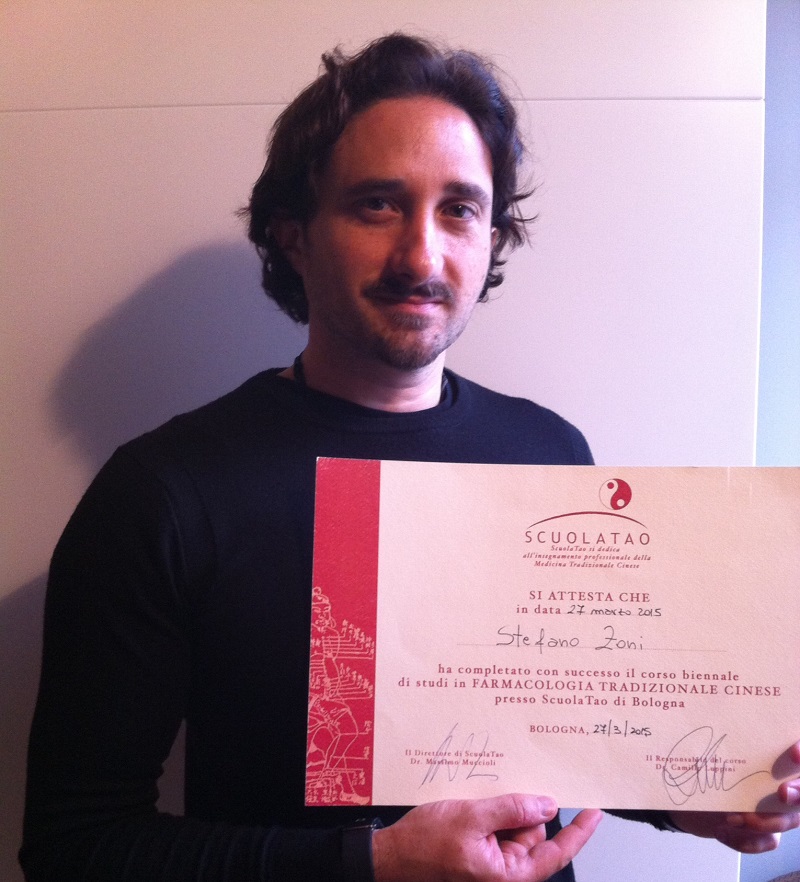 SCUOLATAO
ScuolaTao si dedica
all'insegnamento professionale della
Medicina Tradizionale Cinese
SI ATTESTA CHE
in data 27 marzo 2015
Stefano Zoni
ha completato con successo il corso biennale
di studi in FARMACOLOGIA TRADIZIONALE CINESE
presso ScuolaTao di Bologna
BOLOGNA, 27/3/2015
Il Direttore di ScuolaTao
Dr. Massimo Muccioli
Il Responsabile del corso
Dr. Camilla